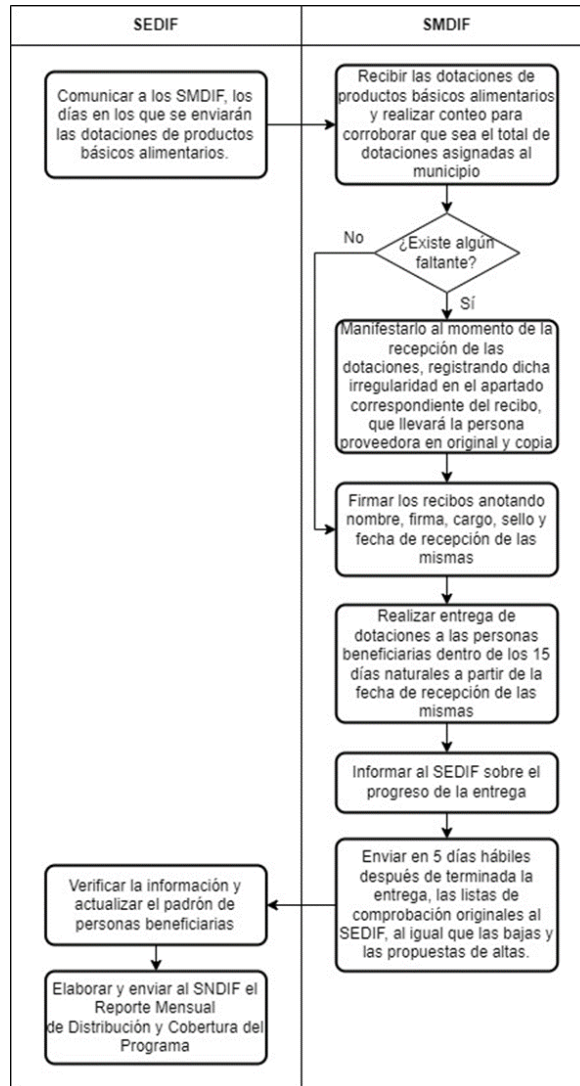 SEDIF
SMDIF
Comunicar a los SMDIF, los
días en los que se enviarán
las dotaciones de productos
básicos alimentarios.
Recibir las dotaciones de
productos básicos alimentarios
y realizar conteo para
corroborar que sea el total de
dotaciones asignadas al
municipio
¿Existe algún
faltante?
No
Sí
Manifestarlo al momento de la
recepción de las
dotaciones, registrando dicha
irregularidad en el apartado
correspondiente del recibo,
que llevará la persona
proveedora en original y copia
Firmar los recibos anotando
nombre, firma, cargo, sello y
fecha de recepción de las
mismas
Realizar entrega de
dotaciones a las personas
beneficiarias dentro de los 15
días naturales a partir de la
fecha de recepción de las
mismas
Informar al SEDIF sobre el
progreso de la entrega
Enviar en 5 días hábiles
después de terminada la
entrega, las listas de
comprobación originales al
SEDIF, al igual que las bajas y
las propuestas de altas.
Verificar la información y
actualizar el padrón de
personas beneficiarias
Elaborar y enviar al SNDIF el
Reporte Mensual
de Distribución y Cobertura del
Programa